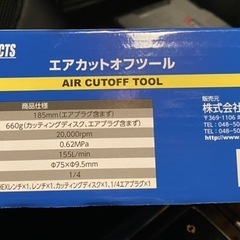 CTS
エアカットオフツール
AIR CUTOFF TOOL
商品仕様
185mm(エアプラグ含まず)
660g(カッティングディスク、エアプラグ含まず)
20,000rpm
0.62MPa
155L/min
φ75×φ9.5mm
1/4
HEXレンチ×1,レンチ×1,カッティングディスク×1,1/4エアプラグ×1
販売元
株式会社
〒369-1106
TEL:048-50
FAX:048-50
http://www